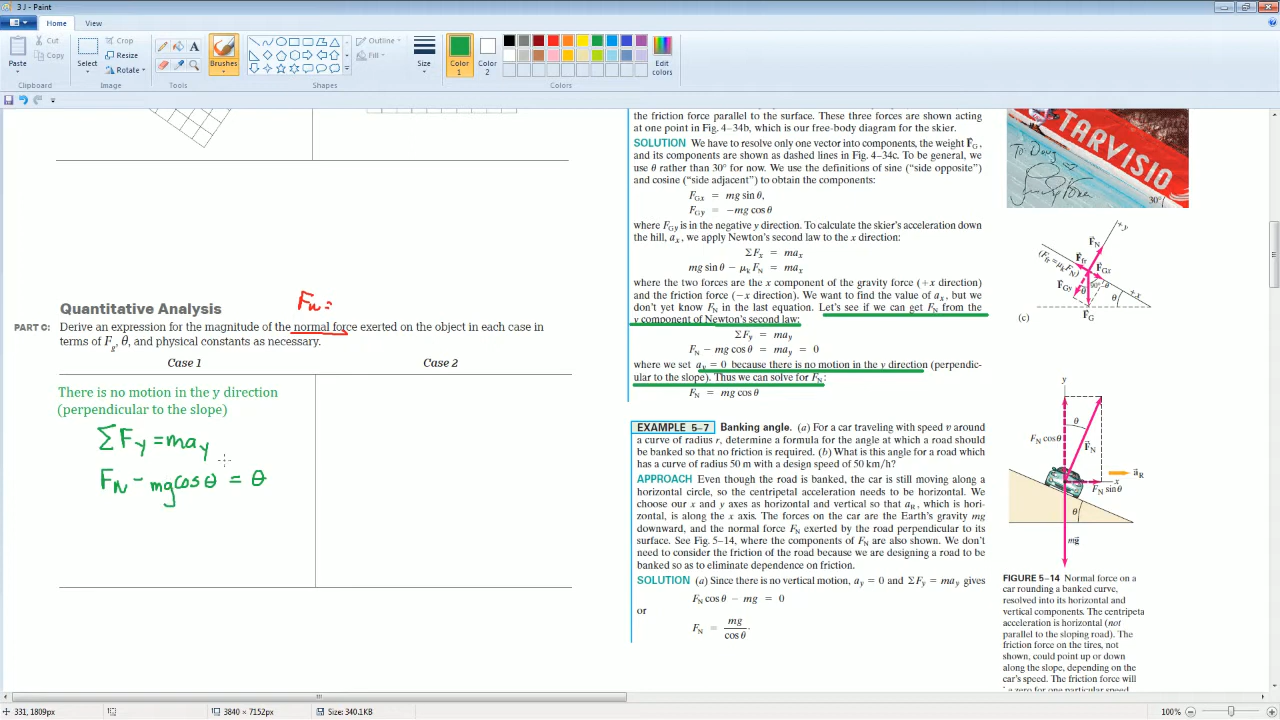 3 J - Paint
Home View
Cut
Copy
Paste
Clipboard
Select
Crop
Resize
Rotate
Image
A
Tools
Brushes
Outline
Fill
Shapes
Size
Color 1
Color 2
Edit colors
Colors
Quantitative Analysis
F_N =
PART C: Derive an expression for the magnitude of the normal force exerted on the object in each case in
terms of F_g, θ, and physical constants as necessary.
Case 1
Case 2
There is no motion in the y direction
(perpendicular to the slope)
ΣF_y = ma_y
F_N - mg cos θ = θ
the friction force parallel to the surface. These three forces are shown acting
at one point in Fig. 4–34b, which is our free-body diagram for the skier.
SOLUTION We have to resolve only one vector into components, the weight F_G,
and its components are shown as dashed lines in Fig. 4–34c. To be general, we
use θ rather than 30° for now. We use the definitions of sine (“side opposite”)
and cosine (“side adjacent”) to obtain the components:
F_Gx = mg sin θ,
F_Gy = −mg cos θ
where F_Gy is in the negative y direction. To calculate the skier’s acceleration down
the hill, a_x, we apply Newton’s second law to the x direction:
ΣF_x = ma_x
mg sin θ − μ_k F_N = ma_x
where the two forces are the x component of the gravity force (+x direction)
and the friction force (−x direction). We want to find the value of a_x, but we
don’t yet know F_N in the last equation. Let’s see if we can get F_N from the
y component of Newton’s second law:
ΣF_y = ma_y
F_N − mg cos θ = ma_y = 0
where we set a_y = 0 because there is no motion in the y direction (perpendic-
ular to the slope). Thus we can solve for F_N:
F_N = mg cos θ
EXAMPLE 5–7 Banking angle. (a) For a car traveling with speed v around
a curve of radius r, determine a formula for the angle at which a road should
be banked so that no friction is required. (b) What is this angle for a road which
has a curve of radius 50 m with a design speed of 50 km/h?
APPROACH Even though the road is banked, the car is still moving along a
horizontal circle, so the centripetal acceleration needs to be horizontal. We
choose our x and y axes as horizontal and vertical so that a_R, which is hori-
zontal, is along the x axis. The forces on the car are the Earth’s gravity mg
downward, and the normal force F_N exerted by the road perpendicular to its
surface. See Fig. 5–14, where the components of F_N are also shown. We don’t
need to consider the friction of the road because we are designing a road to be
banked so as to eliminate dependence on friction.
SOLUTION (a) Since there is no vertical motion, a_y = 0 and ΣF_y = ma_y gives
F_N cos θ − mg = 0
or
F_N = mg / cos θ.
TARVISIO
To Doug
30°
+y
F_N
F_fr
(F_fr = μ_k F_N)
F_Gx
F_Gy
θ
90°−θ
θ
+x
F_G
(c)
y
θ
F_N cos θ
F_N
a_R
x
F_N sin θ
θ
mg
FIGURE 5–14 Normal force on a
car rounding a banked curve,
resolved into its horizontal and
vertical components. The centripeta
acceleration is horizontal (not
parallel to the sloping road). The
friction force on the tires, not
shown, could point up or down
along the slope, depending on the
car’s speed. The friction force will
331, 1809px
3840 × 7152px
Size: 340.1KB
100%